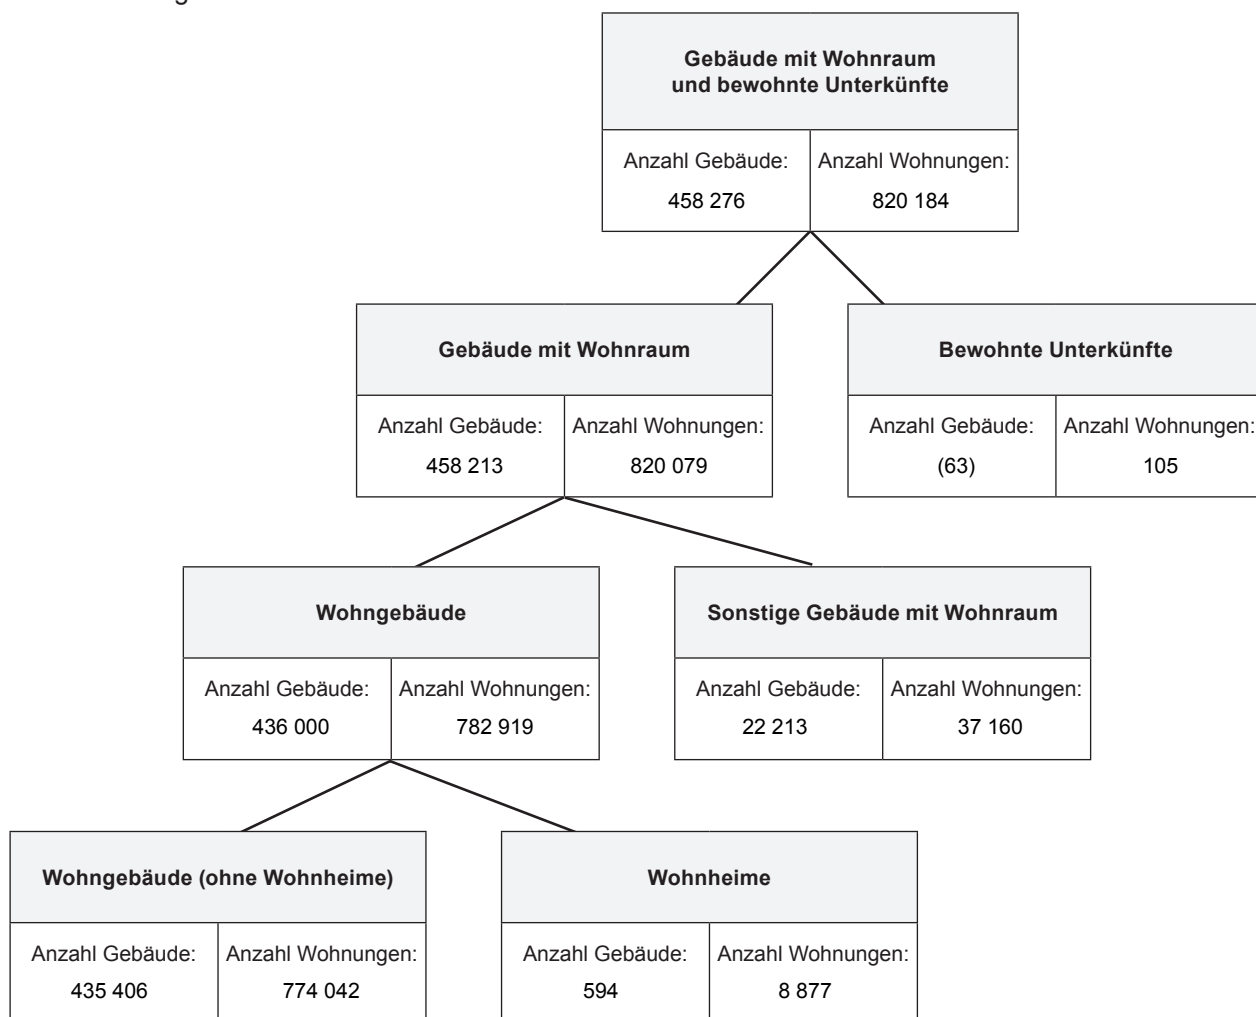 Gebäude mit Wohnraum
und bewohnte Unterkünfte
Anzahl Gebäude:
458 276
Anzahl Wohnungen:
820 184
Gebäude mit Wohnraum
Anzahl Gebäude:
458 213
Anzahl Wohnungen:
820 079
Bewohnte Unterkünfte
Anzahl Gebäude:
(63)
Anzahl Wohnungen:
105
Wohngebäude
Anzahl Gebäude:
436 000
Anzahl Wohnungen:
782 919
Sonstige Gebäude mit Wohnraum
Anzahl Gebäude:
22 213
Anzahl Wohnungen:
37 160
Wohngebäude (ohne Wohnheime)
Anzahl Gebäude:
435 406
Anzahl Wohnungen:
774 042
Wohnheime
Anzahl Gebäude:
594
Anzahl Wohnungen:
8 877